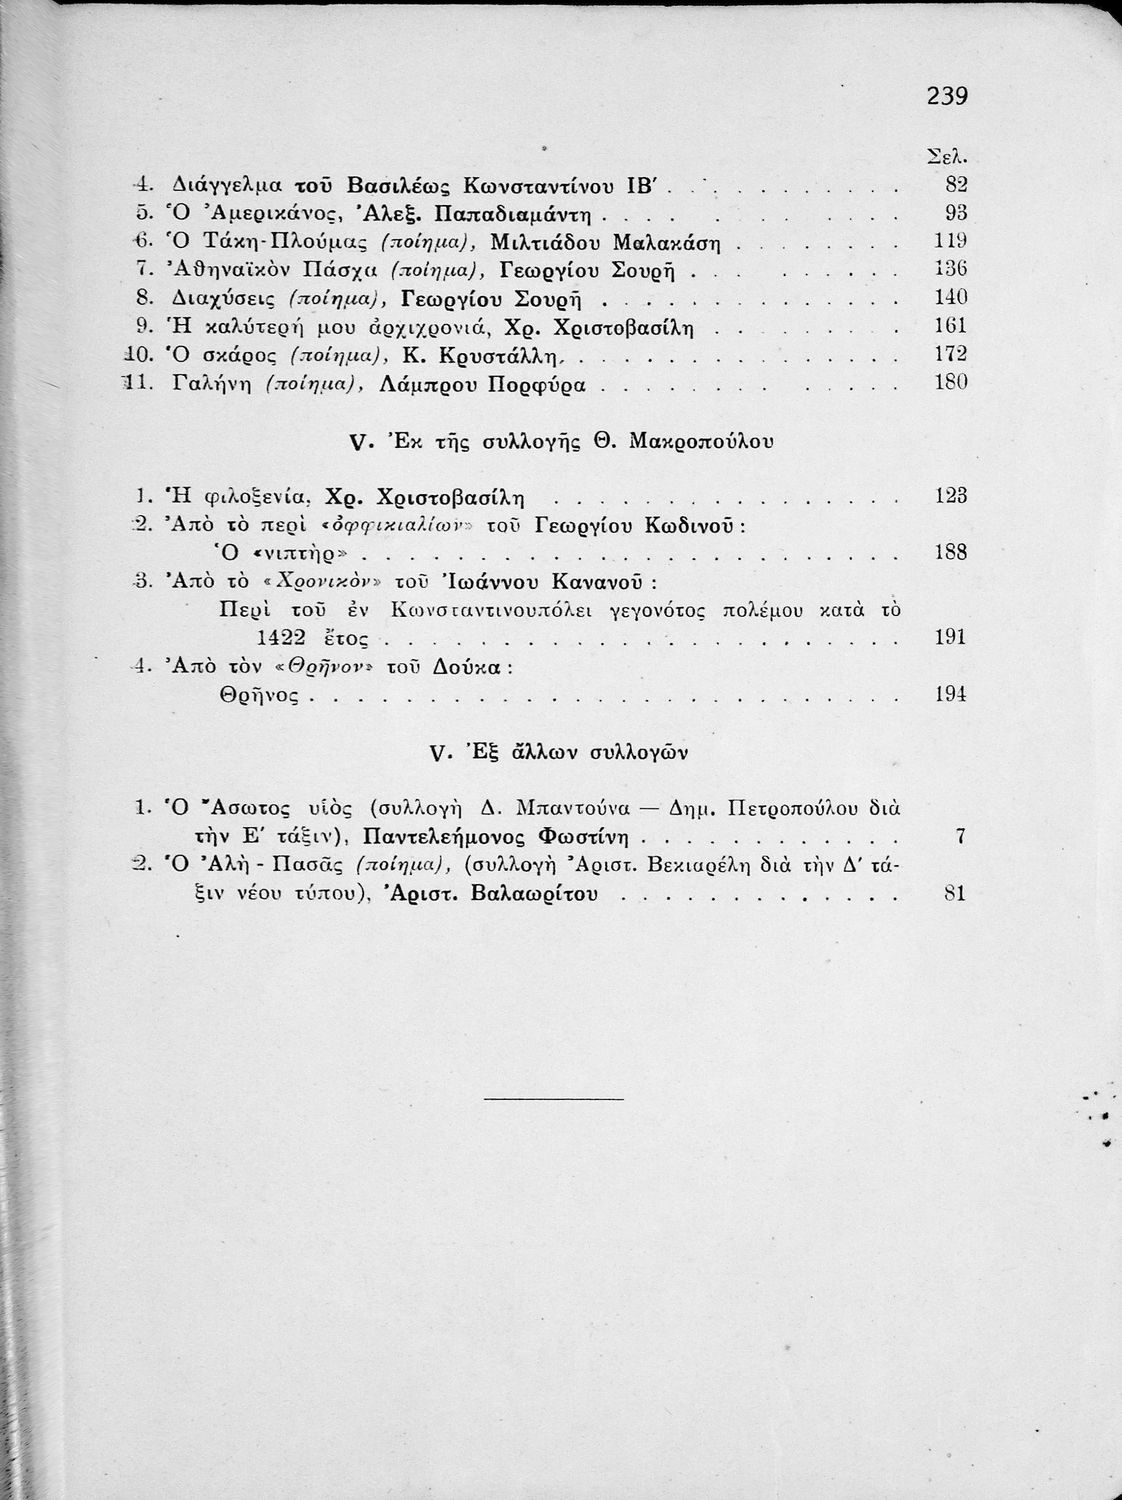 239
Σελ.
4. Διάγγελμα τοῦ Βασιλέως Κωνσταντίνου ΙΒ′ . . . . . . . . . . 82
5. Ὁ Ἀμερικάνος, Ἀλεξ. Παπαδιαμάντη . . . . . . . . . . . 93
6. Ὁ Τάκη-Πλούμας (ποίημα), Μιλτιάδου Μαλακάση . . . . . . . . 119
7. Ἀθηναϊκὸν Πάσχα (ποίημα), Γεωργίου Σουρῆ . . . . . . . . . 136
8. Διαχύσεις (ποίημα), Γεωργίου Σουρῆ . . . . . . . . . . . . . 140
9. Ἡ καλύτερή μου ἀρχιχρονιά, Χρ. Χριστοβασίλη . . . . . . . . 161
10. Ὁ σκάρος (ποίημα), Κ. Κρυστάλλη. . . . . . . . . . . . . . . 172
11. Γαλήνη (ποίημα), Λάμπρου Πορφύρα . . . . . . . . . . . . 180
V. Ἐκ τῆς συλλογῆς Θ. Μακροπούλου
1. Ἡ φιλοξενία, Χρ. Χριστοβασίλη . . . . . . . . . . . . . . . 123
2. Ἀπὸ τὸ περὶ «ὀφφικιαλίων» τοῦ Γεωργίου Κωδινοῦ :
Ὁ «νιπτὴρ» . . . . . . . . . . . . . . . . . . . . . . . 188
3. Ἀπὸ τὸ «Χρονικὸν» τοῦ Ἰωάννου Κανανοῦ :
Περὶ τοῦ ἐν Κωνσταντινουπόλει γεγονότος πολέμου κατὰ τὸ
1422 ἔτος . . . . . . . . . . . . . . . . . . . . . . 191
4. Ἀπὸ τὸν «Θρῆνον» τοῦ Δούκα :
Θρῆνος . . . . . . . . . . . . . . . . . . . . . . . . . 194
V. Ἐξ ἄλλων συλλογῶν
1. Ὁ Ἄσωτος υἱὸς (συλλογὴ Δ. Μπαντούνα — Δημ. Πετροπούλου διὰ
τὴν Ε′ τάξιν), Παντελεήμονος Φωστίνη . . . . . . . . . . . 7
2. Ὁ Ἀλὴ - Πασᾶς (ποίημα), (συλλογὴ Ἀριστ. Βεκιαρέλη διὰ τὴν Δ′ τά-
ξιν νέου τύπου), Ἀριστ. Βαλαωρίτου . . . . . . . . . . . . 81